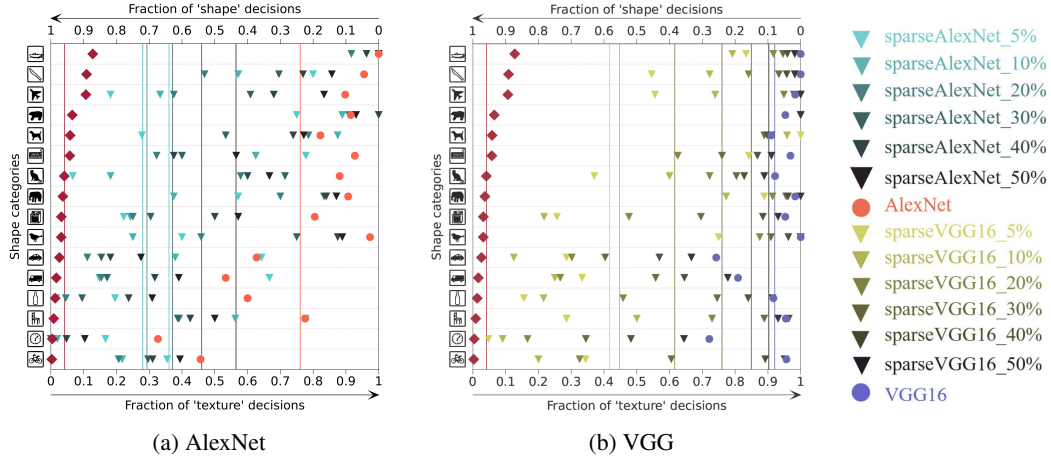 Fraction of 'shape' decisions
1 0.9 0.8 0.7 0.6 0.5 0.4 0.3 0.2 0.1 0
Shape categories
0 0.1 0.2 0.3 0.4 0.5 0.6 0.7 0.8 0.9 1
Fraction of 'texture' decisions
(a) AlexNet
Fraction of 'shape' decisions
1 0.9 0.8 0.7 0.6 0.5 0.4 0.3 0.2 0.1 0
Shape categories
0 0.1 0.2 0.3 0.4 0.5 0.6 0.7 0.8 0.9 1
Fraction of 'texture' decisions
(b) VGG
sparseAlexNet_5%
sparseAlexNet_10%
sparseAlexNet_20%
sparseAlexNet_30%
sparseAlexNet_40%
sparseAlexNet_50%
AlexNet
sparseVGG16_5%
sparseVGG16_10%
sparseVGG16_20%
sparseVGG16_30%
sparseVGG16_40%
sparseVGG16_50%
VGG16